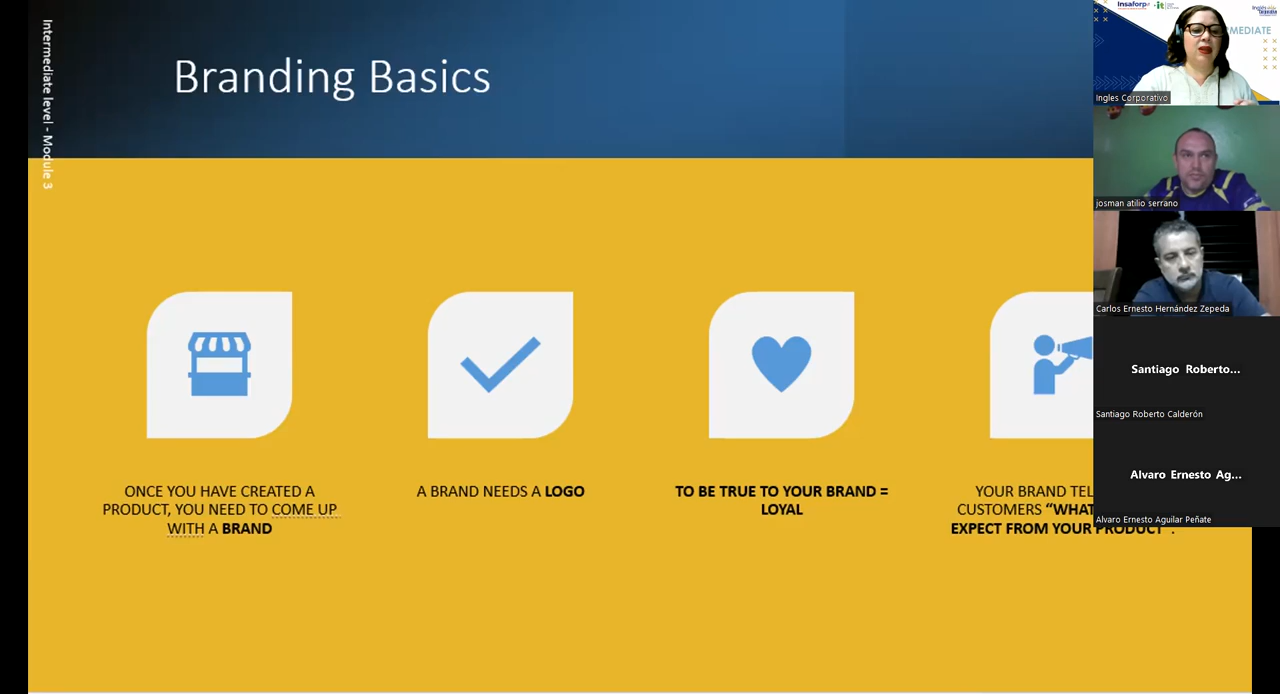 Intermediate level - Module 3
Branding Basics
ONCE YOU HAVE CREATED A
PRODUCT, YOU NEED TO COME UP
WITH A BRAND
A BRAND NEEDS A LOGO
TO BE TRUE TO YOUR BRAND =
LOYAL
YOUR BRAND TEL
CUSTOMERS “WHAT
EXPECT FROM YOUR PRODUCT”.
Insaforp
it
MEDIATE
Ingles Corporativo
josman atilio serrano
Carlos Ernesto Hernández Zepeda
Santiago Roberto...
Santiago Roberto Calderón
Alvaro Ernesto Ag...
Alvaro Ernesto Aguilar Peñate